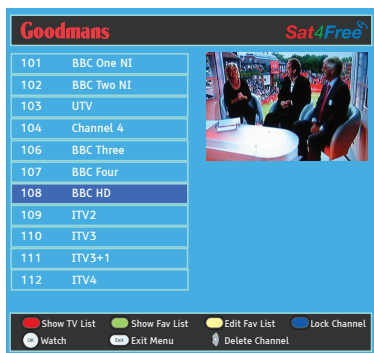 Goodmans Sat4Free
101 BBC One NI
102 BBC Two NI
103 UTV
104 Channel 4
106 BBC Three
107 BBC Four
108 BBC HD
109 ITV2
110 ITV3
111 ITV3+1
112 ITV4
Show TV List Show Fav List Edit Fav List Lock Channel
OK Watch Exit Exit Menu Delete Channel